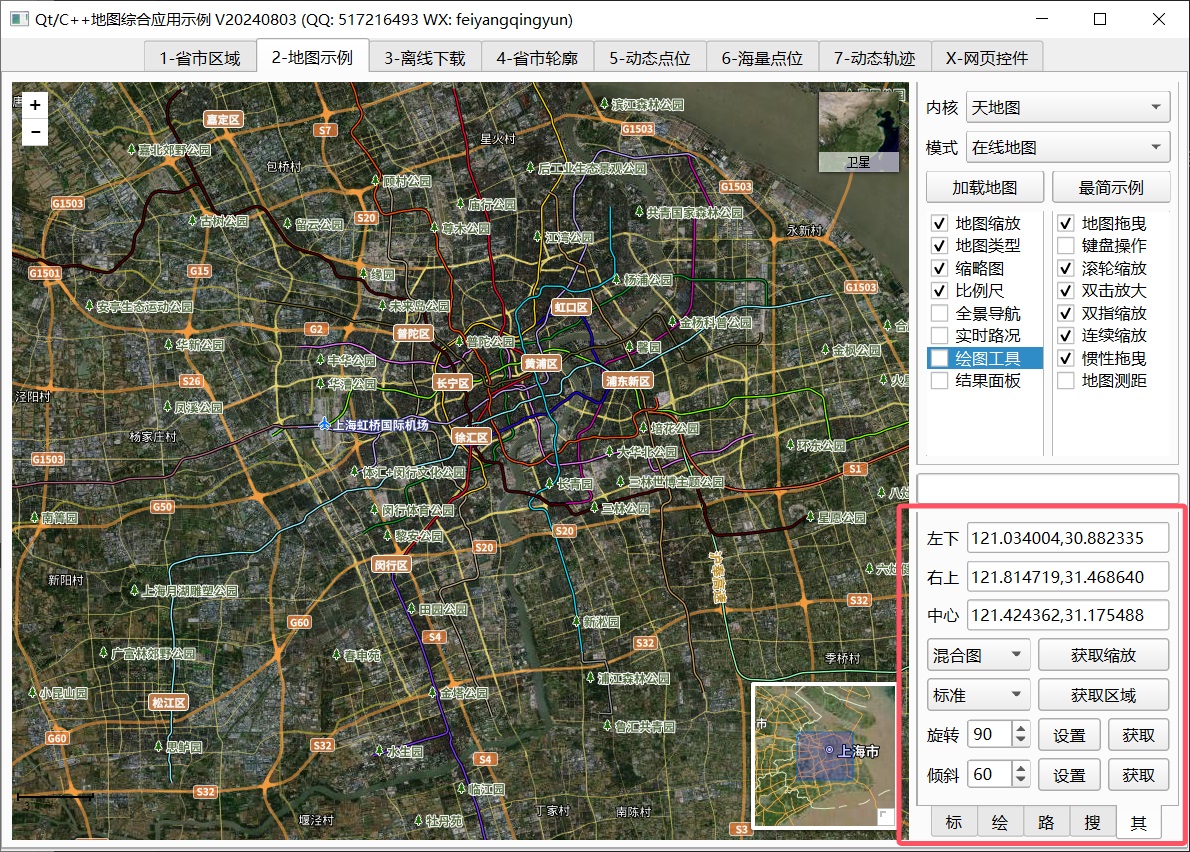 Qt/C++地图综合应用示例 V20240803 (QQ: 517216493 WX: feiyangqingyun)
1-省市区域 2-地图示例 3-离线下载 4-省市轮廓 5-动态点位 6-海量点位 7-动态轨迹 X-网页控件
+
−
嘉定区
S7
滨江森林公园
G1503
星火村
嘉北郊野公园
包桥村
后工业生态景观公园
卫星
顾村公园
G1503
G1503
庙行公园
共青国家森林公园
古树公园
留云公园
S20
尊木公园
江湾公园
永新村
G1501
G15
缘园
杨浦公园
G1503
安亭生态运动公园
未来岛公园
虹口区
金杨科普公园
G2
普陀区
普陀公园
馨园
华新公园
丰华公园
黄浦区
金枫公园
S26
华江公园
长宁区
浦东新区
泾阳村
凤溪公园
上海虹桥国际机场
徐汇区
培花公园
杨家庄村
大华北公园
环东公园
G1503
体汇+闵行文化公园
S1
长青园
三林世博主题公园
G50
闵行体育公园
三林公园
星愿公园
南箐园
黎安公园
S20
S20
闵行区
新阳村
上海月湖雕塑公园
S32
田园公园
G60
新淞园
S4
S32
广富林郊野公园
春申苑
季桥村
浦江森林公园
小昆山园
松江区
金塔公园
鲁汇共青园
G60
思鲈园
S32
水生园
上海市
市
S4
S32
临江园
堰泾村
牡丹苑
丁家村
南陈村
S3
内核 天地图
模式 在线地图
加载地图 最简示例
地图缩放 地图拖曳
地图类型 键盘操作
缩略图 滚轮缩放
比例尺 双击放大
全景导航 双指缩放
实时路况 连续缩放
绘图工具 惯性拖曳
结果面板 地图测距
左下 121.034004,30.882335
右上 121.814719,31.468640
中心 121.424362,31.175488
混合图 获取缩放
标准 获取区域
旋转 90 设置 获取
倾斜 60 设置 获取
标 绘 路 搜 其